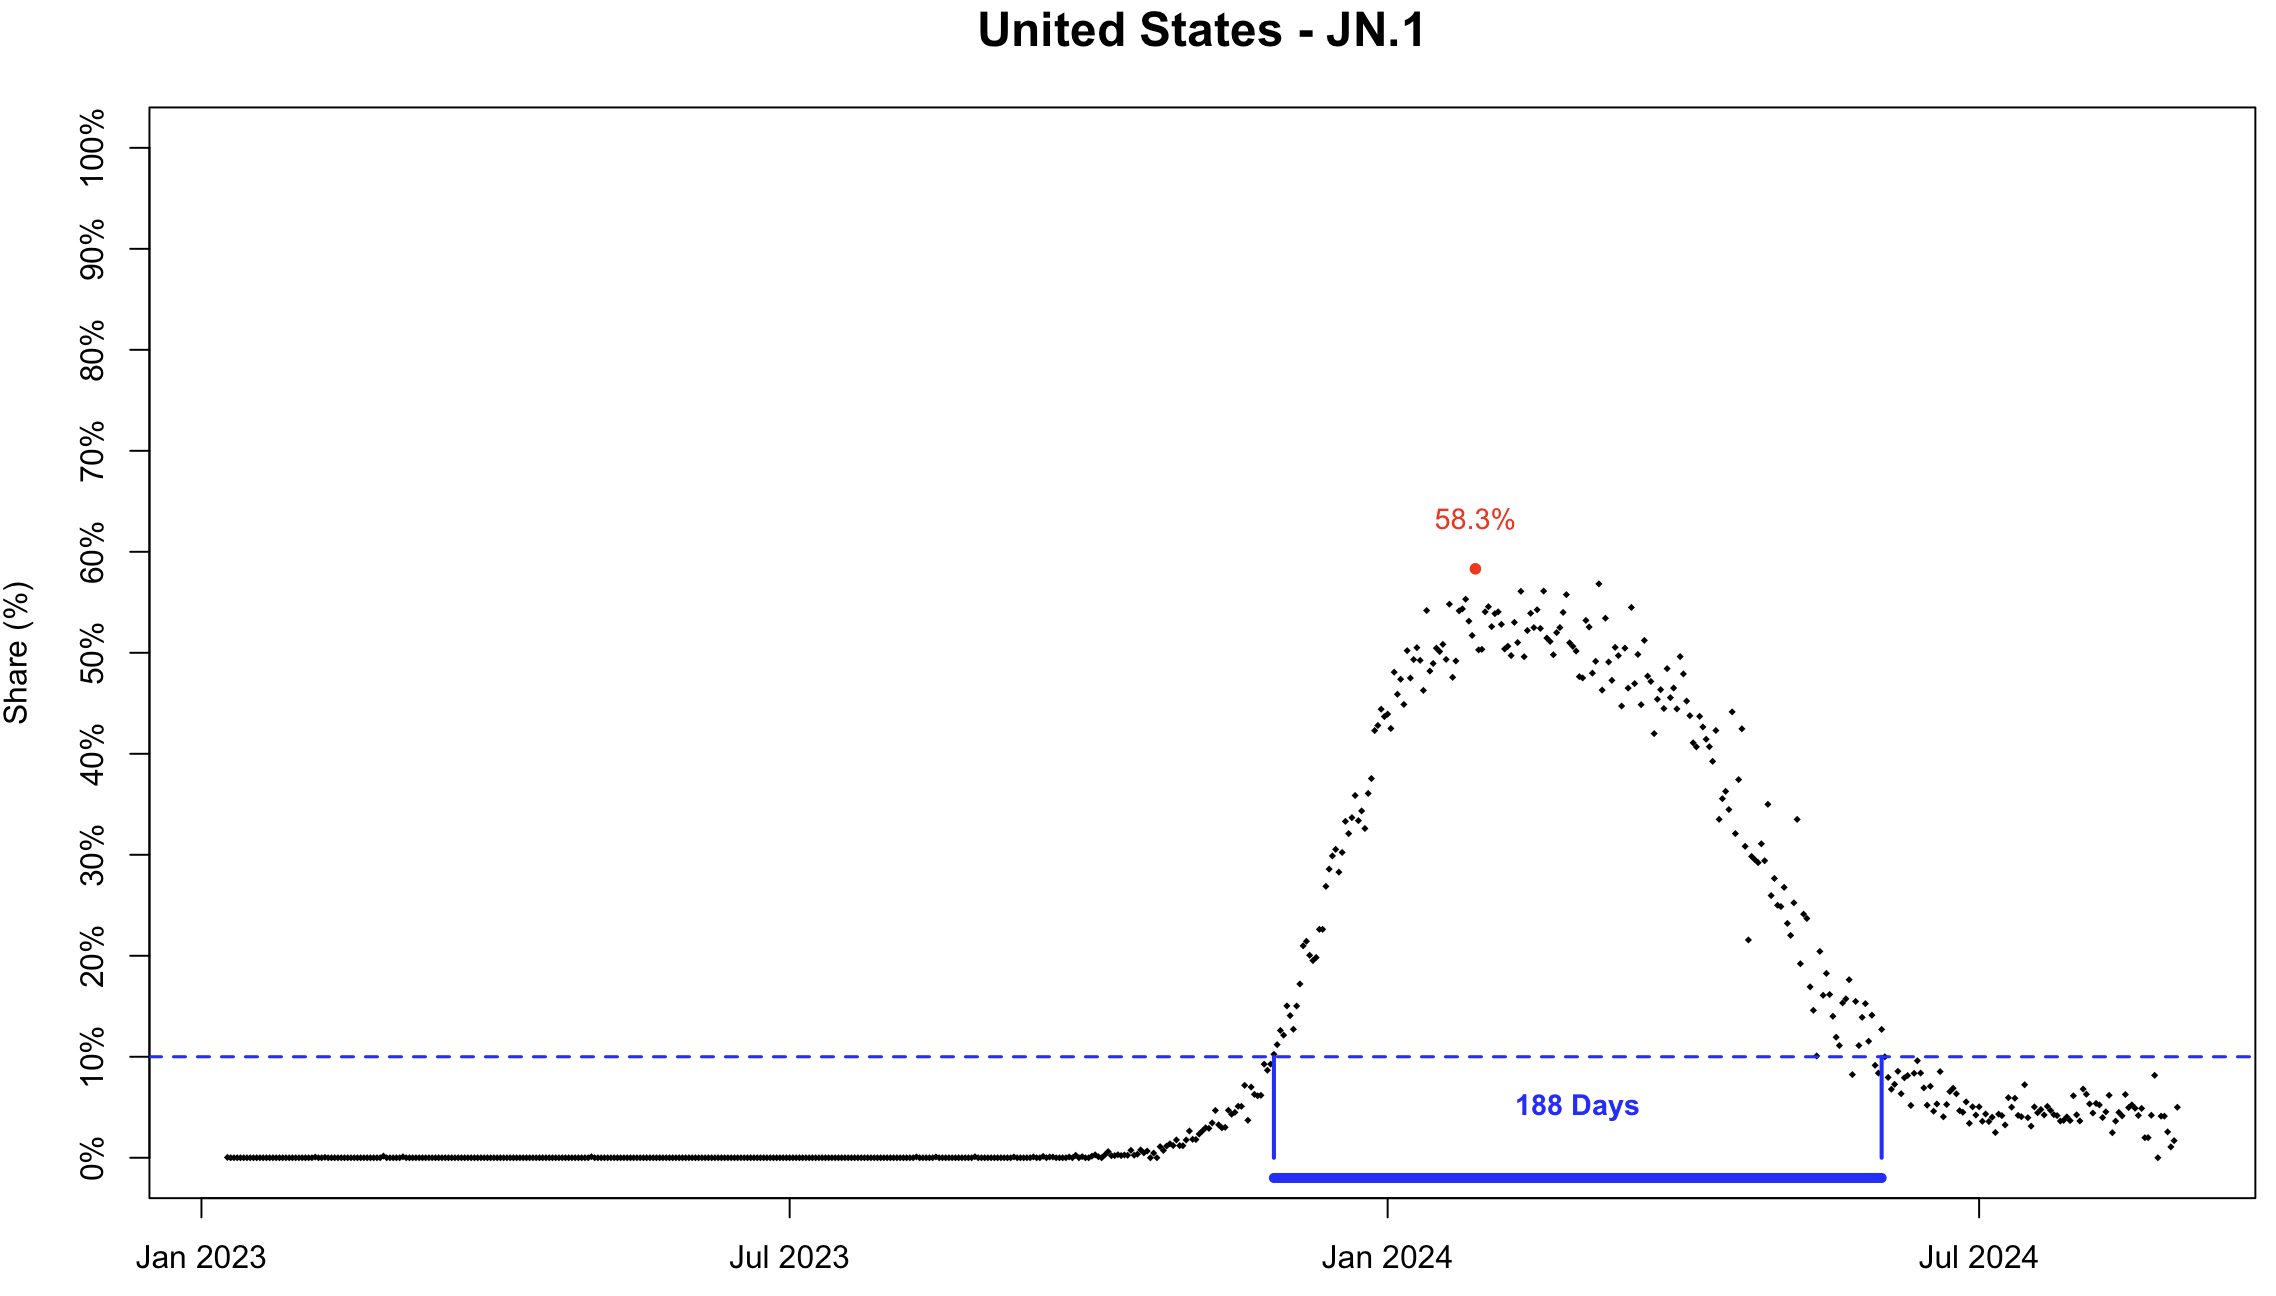 United States - JN.1
Share (%)
100%
90%
80%
70%
60%
50%
40%
30%
20%
10%
0%
58.3%
188 Days
Jan 2023
Jul 2023
Jan 2024
Jul 2024